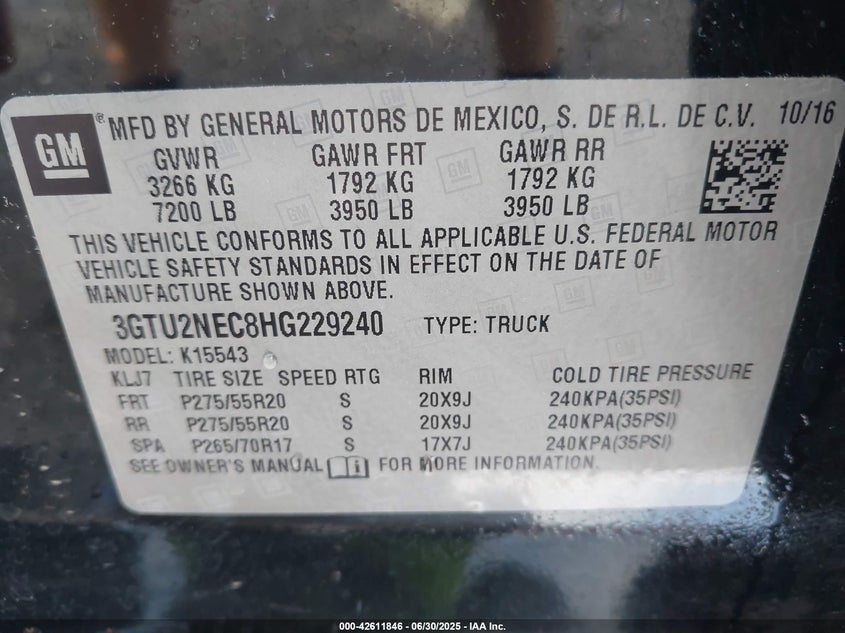 GM ® MFD BY GENERAL MOTORS DE MEXICO, S. DE R.L. DE C.V. 10/16
GVWR GAWR FRT GAWR RR
3266 KG 1792 KG 1792 KG
7200 LB 3950 LB 3950 LB
THIS VEHICLE CONFORMS TO ALL APPLICABLE U.S. FEDERAL MOTOR
VEHICLE SAFETY STANDARDS IN EFFECT ON THE DATE OF
MANUFACTURE SHOWN ABOVE.
3GTU2NEC8HG229240 TYPE: TRUCK
MODEL: K15543
KLJ7 TIRE SIZE SPEED RTG RIM COLD TIRE PRESSURE
FRT P275/55R20 S 20X9J 240KPA(35PSI)
RR P275/55R20 S 20X9J 240KPA(35PSI)
SPA P265/70R17 S 17X7J 240KPA(35PSI)
SEE OWNER'S MANUAL FOR MORE INFORMATION.
000-42611846 - 06/30/2025 - IAA Inc.